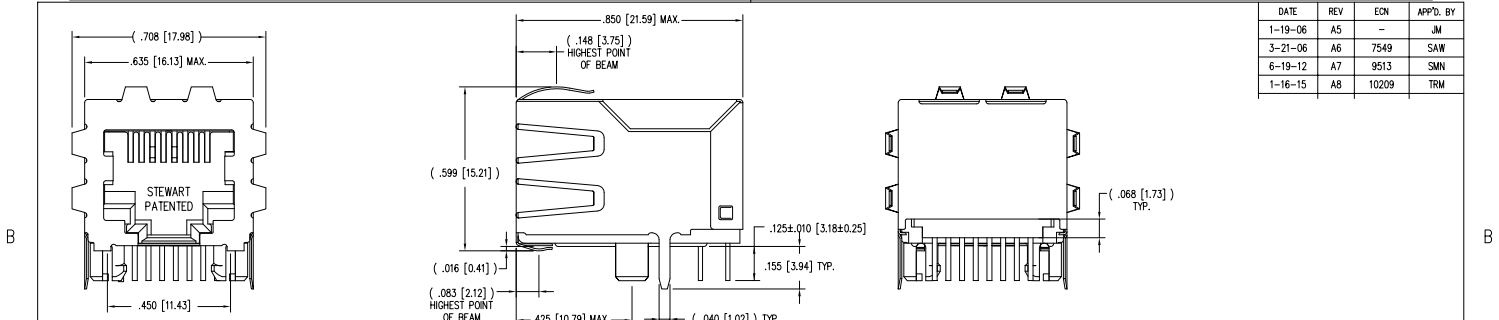 .850 [21.59] MAX.
( .708 [17.98] )
.635 [16.13] MAX.
( .148 [3.75] )
HIGHEST POINT
OF BEAM
DATE REV ECN APP'D. BY
1-19-06 A5 - JM
3-21-06 A6 7549 SAW
6-19-12 A7 9513 SMN
1-16-15 A8 10209 TRM
STEWART
PATENTED
( .599 [15.21] )
( .068 [1.73] )
TYP.
B
.125±.010 [3.18±0.25]
B
( .016 [0.41] )
.155 [3.94] TYP.
( .083 [2.12] )
HIGHEST POINT
OF BEAM
.450 [11.43]
.425 [10.79] MAX
( .040 [1.02] ) TYP